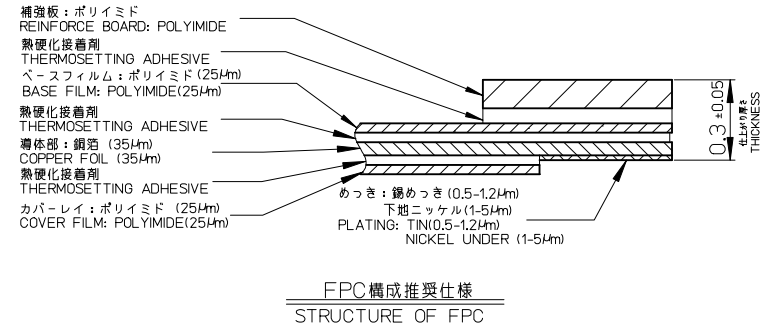 補強板：ポリイミド
REINFORCE BOARD: POLYIMIDE
熱硬化接着剤
THERMOSETTING ADHESIVE
ベースフィルム：ポリイミド(25μm)
BASE FILM: POLYIMIDE(25μm)
熱硬化接着剤
THERMOSETTING ADHESIVE
導体部：銅箔 (35μm)
COPPER FOIL (35μm)
熱硬化接着剤
THERMOSETTING ADHESIVE
カバーレイ：ポリイミド (25μm)
COVER FILM: POLYIMIDE(25μm)
めっき：錫めっき(0.5-1.2μm)
下地ニッケル(1-5μm)
PLATING: TIN(0.5-1.2μm)
NICKEL UNDER (1-5μm)
0.3 ±0.05
仕上がり厚さ
THICKNESS
FPC構成推奨仕様
STRUCTURE OF FPC